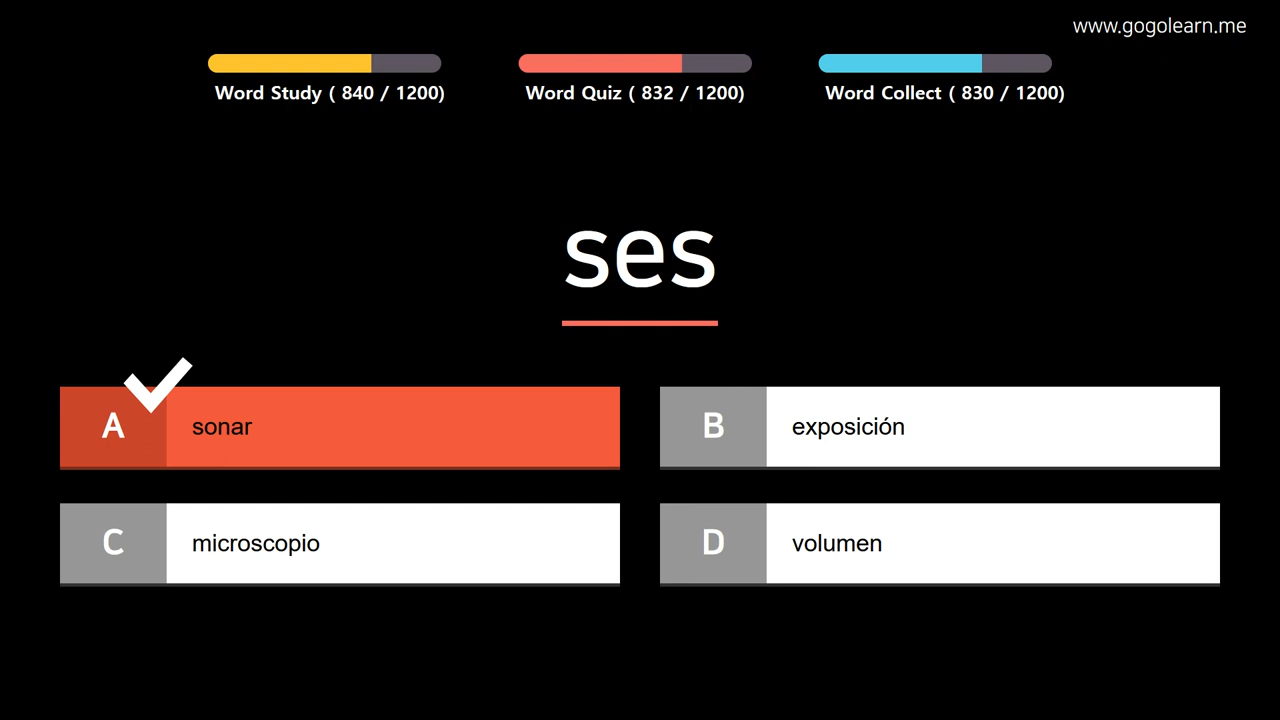 www.gogolearn.me
Word Study ( 840 / 1200)
Word Quiz ( 832 / 1200)
Word Collect ( 830 / 1200)
ses
A sonar
B exposición
C microscopio
D volumen